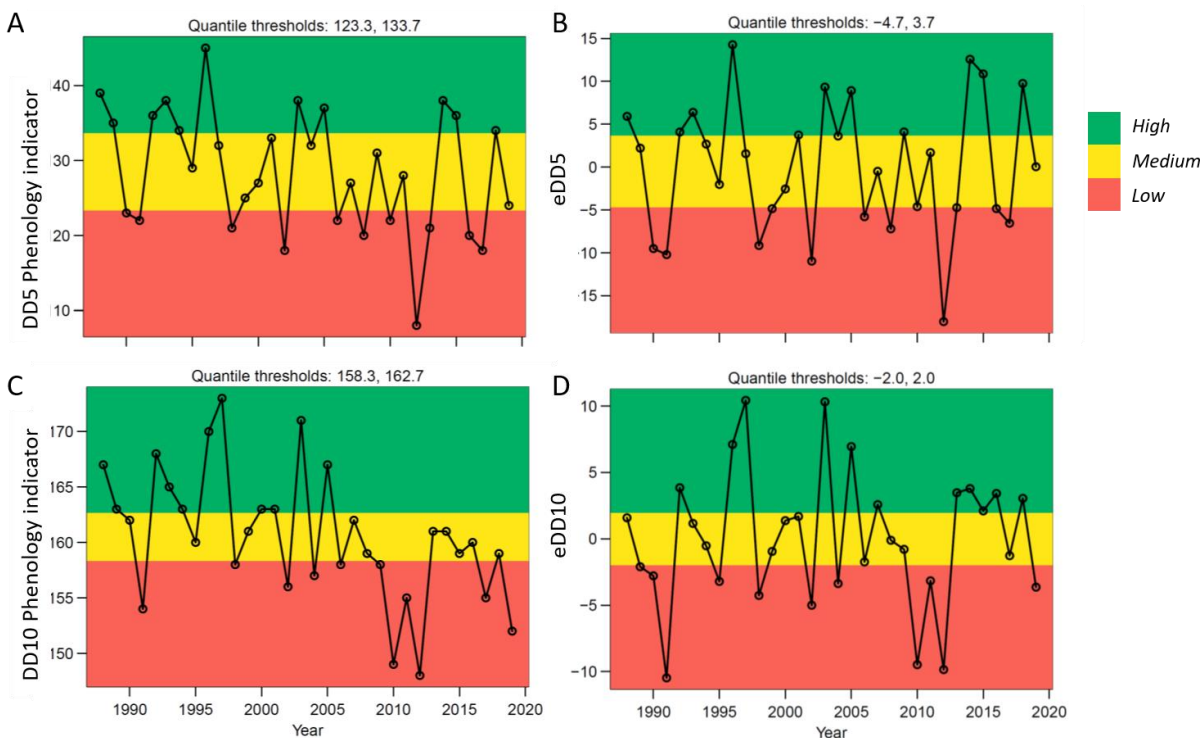 A
Quantile thresholds: 123.3, 133.7
DD5 Phenology indicator
40
30
20
10
B
Quantile thresholds: −4.7, 3.7
eDD5
15
10
5
0
−5
-10
-15
High
Medium
Low
C
Quantile thresholds: 158.3, 162.7
DD10 Phenology indicator
170
165
160
155
150
1990 1995 2000 2005 2010 2015 2020
Year
D
Quantile thresholds: −2.0, 2.0
eDD10
10
5
0
−5
−10
1990 1995 2000 2005 2010 2015 2020
Year